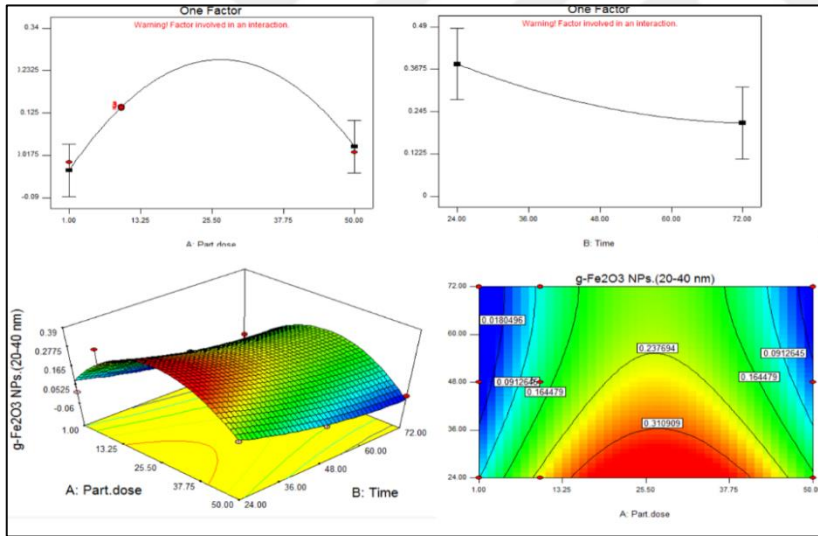 One Factor
Warning! Factor involved in an interaction.
0.34
0.2325
0.125
0.0175
-0.09
1.00 13.25 25.50 37.75 50.00
A: Part.dose
One Factor
Warning! Factor involved in an interaction.
0.49
0.3675
0.245
0.1225
0
24.00 36.00 48.00 60.00 72.00
B: Time
g-Fe2O3 NPs.(20-40 nm)
0.39
0.2775
0.165
0.0525
-0.06
1.00
13.25
25.50
37.75
50.00
72.00
60.00
48.00
36.00
24.00
A: Part.dose
B: Time
g-Fe2O3 NPs.(20-40 nm)
72.00
60.00
48.00
36.00
24.00
0.0180496
0.237694
0.0912645
0.164479
0.164479
0.310909
1.00 13.25 25.50 37.75 50.00
A: Part.dose